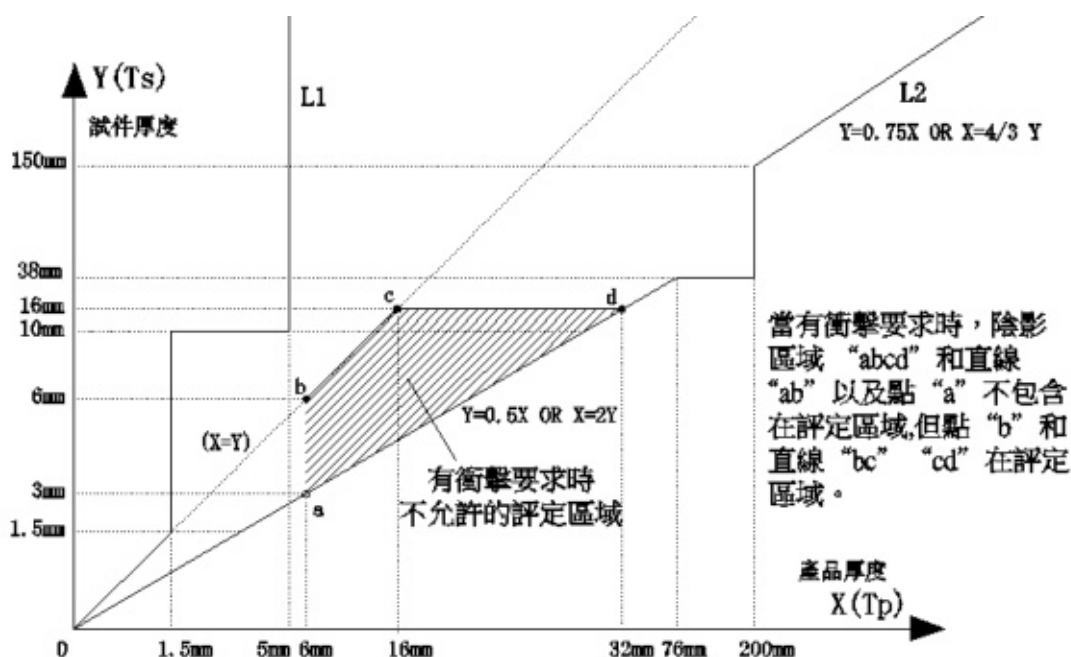 Y(Ts)
試件厚度
L1
L2
Y=0.75X OR X=4/3 Y
150mm
38mm
16mm
10mm
6mm
3mm
1.5mm
c
d
b
a
(X=Y)
Y=0.5X OR X=2Y
有衝擊要求時
不允許的評定區域
當有衝擊要求時，陰影
區域 “abcd” 和直線
“ab” 以及點 “a” 不包含
在評定區域,但點 “b” 和
直線 “bc” “cd” 在評定
區域。
產品厚度
X(Tp)
0
1.5mm
5mm
6mm
16mm
32mm
76mm
200mm